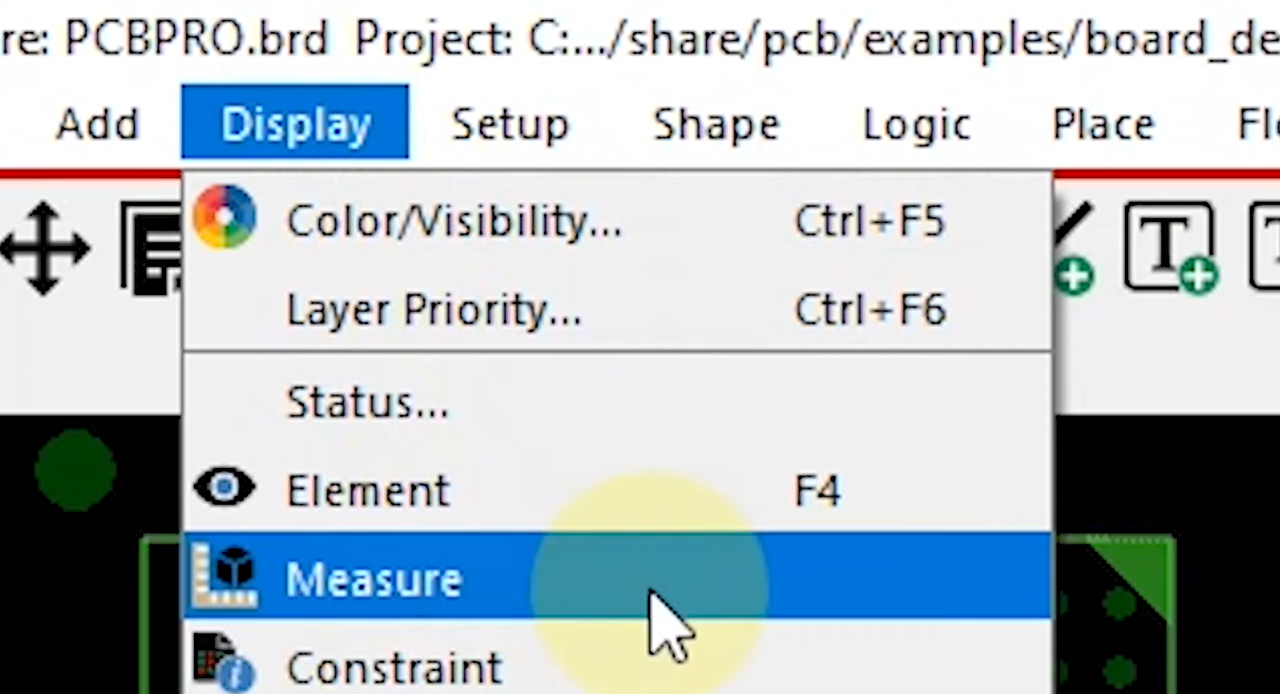 re: PCBPRO.brd Project: C:.../share/pcb/examples/board_de
Add Display Setup Shape Logic Place
Color/Visibility... Ctrl+F5
Layer Priority... Ctrl+F6
Status...
Element F4
Measure
Constraint
T